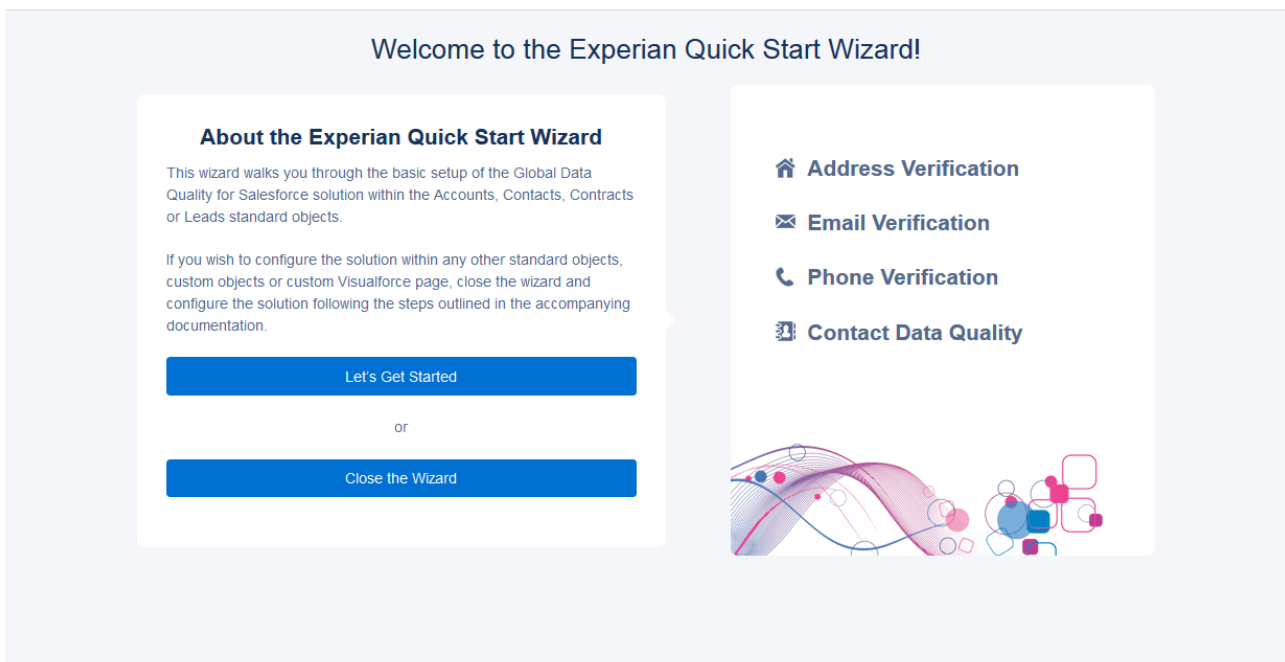 Welcome to the Experian Quick Start Wizard!
About the Experian Quick Start Wizard
This wizard walks you through the basic setup of the Global Data
Quality for Salesforce solution within the Accounts, Contacts, Contracts
or Leads standard objects.
If you wish to configure the solution within any other standard objects,
custom objects or custom Visualforce page, close the wizard and
configure the solution following the steps outlined in the accompanying
documentation.
Let's Get Started
or
Close the Wizard
Address Verification
Email Verification
Phone Verification
Contact Data Quality